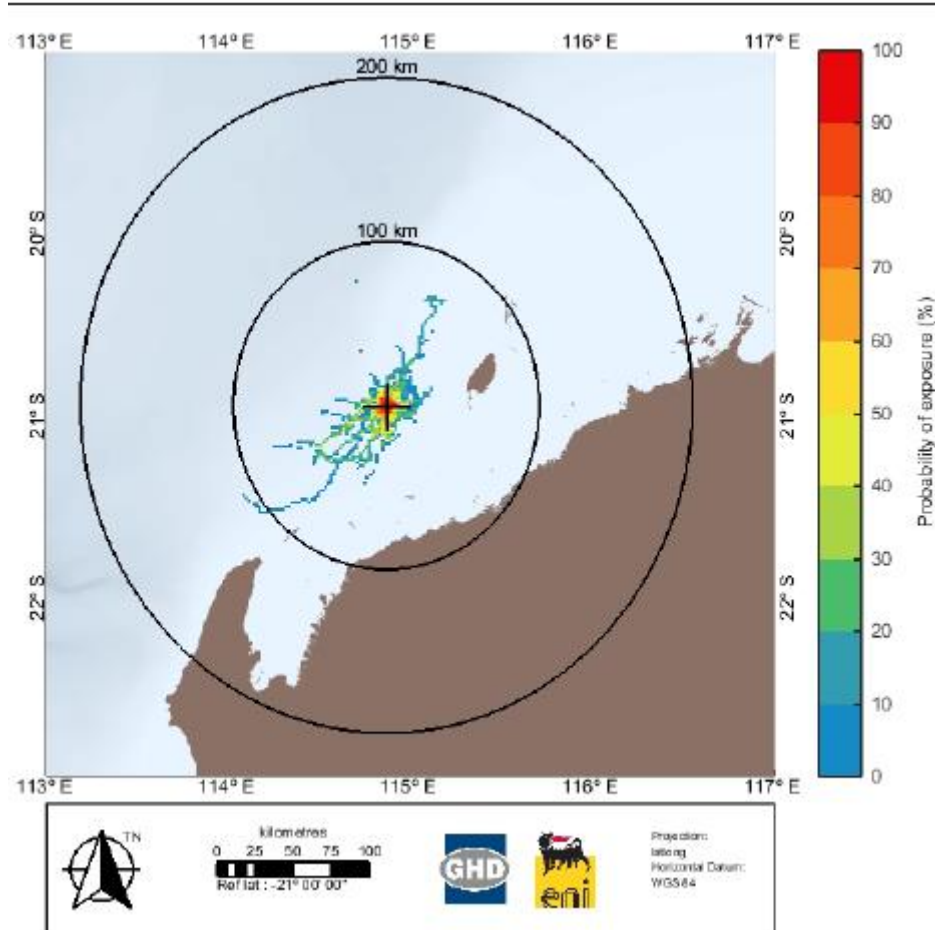 113° E 114° E 115° E 116° E 117° E
200 km
100 km
20° S
21° S
22° S
20° S
21° S
22° S
113° E 114° E 115° E 116° E 117° E
100
90
80
70
60
50
40
30
20
10
0
Probability of exposure (%)
TN
kilometres
0 25 50 75 100
Ref lat : -21° 00' 00"
GHD
eni
Projection:
latlong
Horizontal Datum:
WGS84